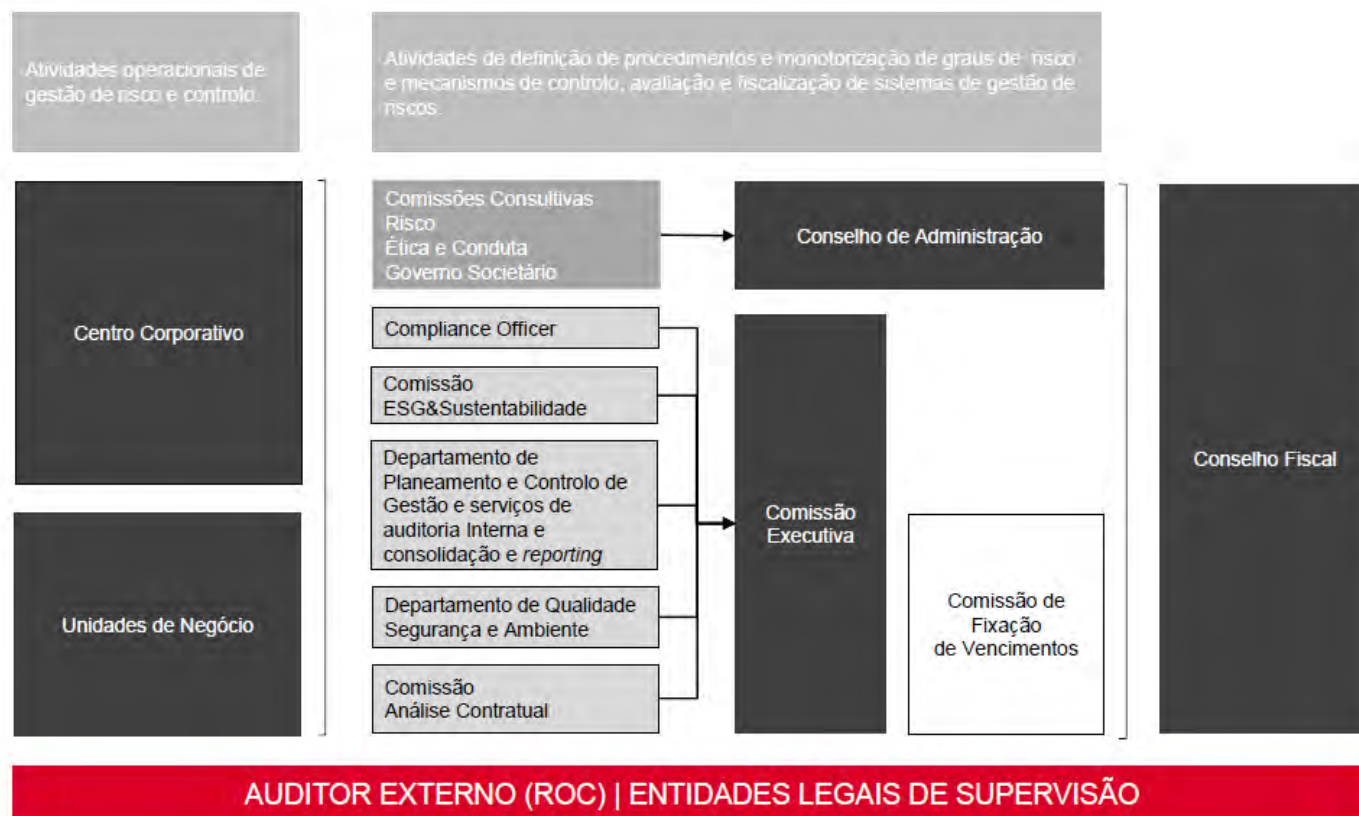 Atividades operacionais de
gestão de risco e controlo.
Atividades de definição de procedimentos e monotorização de graus de risco
e mecanismos de controlo, avaliação e fiscalização de sistemas de gestão de
riscos.
Centro Corporativo
Unidades de Negócio
Comissões Consultivas
Risco
Ética e Conduta
Governo Societário
Compliance Officer
Comissão
ESG&Sustentabilidade
Departamento de
Planeamento e Controlo de
Gestão e serviços de
auditoria Interna e
consolidação e reporting
Departamento de Qualidade
Segurança e Ambiente
Comissão
Análise Contratual
Conselho de Administração
Comissão
Executiva
Comissão de
Fixação
de Vencimentos
Conselho Fiscal
AUDITOR EXTERNO (ROC) | ENTIDADES LEGAIS DE SUPERVISÃO